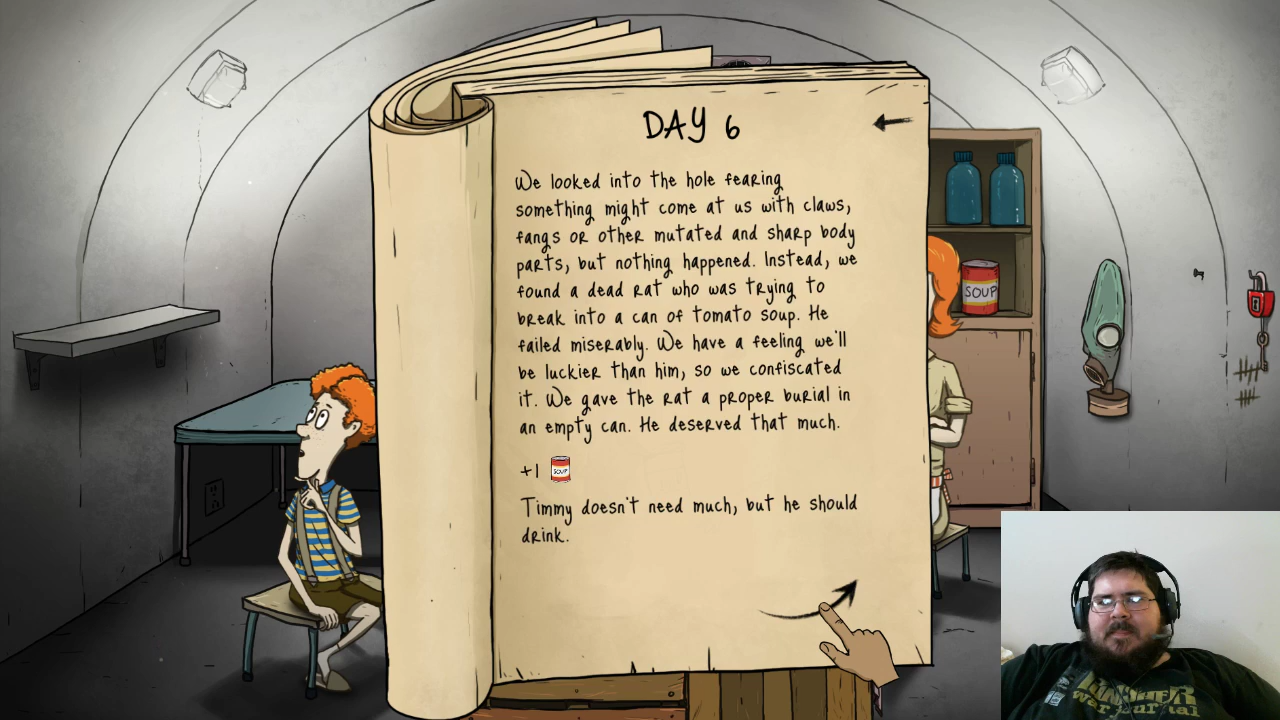 DAY 6
We looked into the hole fearing
something might come at us with claws,
fangs or other mutated and sharp body
parts, but nothing happened. Instead, we
found a dead rat who was trying to
break into a can of tomato soup. He
failed miserably. We have a feeling we'll
be luckier than him, so we confiscated
it. We gave the rat a proper burial in
an empty can. He deserved that much.
+1 SOUP
Timmy doesn't need much, but he should
drink.
SOUP
war journal